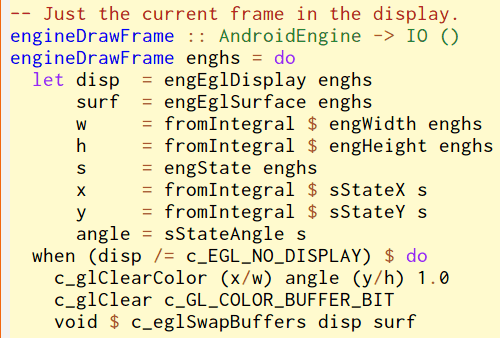 -- Just the current frame in the display.
engineDrawFrame :: AndroidEngine -> IO ()
engineDrawFrame enghs = do
  let disp  = engEglDisplay enghs
      surf  = engEglSurface enghs
      w     = fromIntegral $ engWidth enghs
      h     = fromIntegral $ engHeight enghs
      s     = engState enghs
      x     = fromIntegral $ sStateX s
      y     = fromIntegral $ sStateY s
      angle = sStateAngle s
  when (disp /= c_EGL_NO_DISPLAY) $ do
    c_glClearColor (x/w) angle (y/h) 1.0
    c_glClear c_GL_COLOR_BUFFER_BIT
    void $ c_eglSwapBuffers disp surf